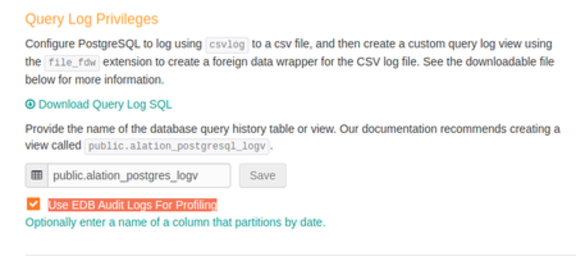 Query Log Privileges
Configure PostgreSQL to log using csvlog to a csv file, and then create a custom query log view using
the file_fdw extension to create a foreign data wrapper for the CSV log file. See the downloadable file
below for more information.
Download Query Log SQL
Provide the name of the database query history table or view. Our documentation recommends creating a
view called public.alation_postgresql_logv.
public.alation_postgres_logv Save
Use EDB Audit Logs For Profiling
Optionally enter a name of a column that partitions by date.